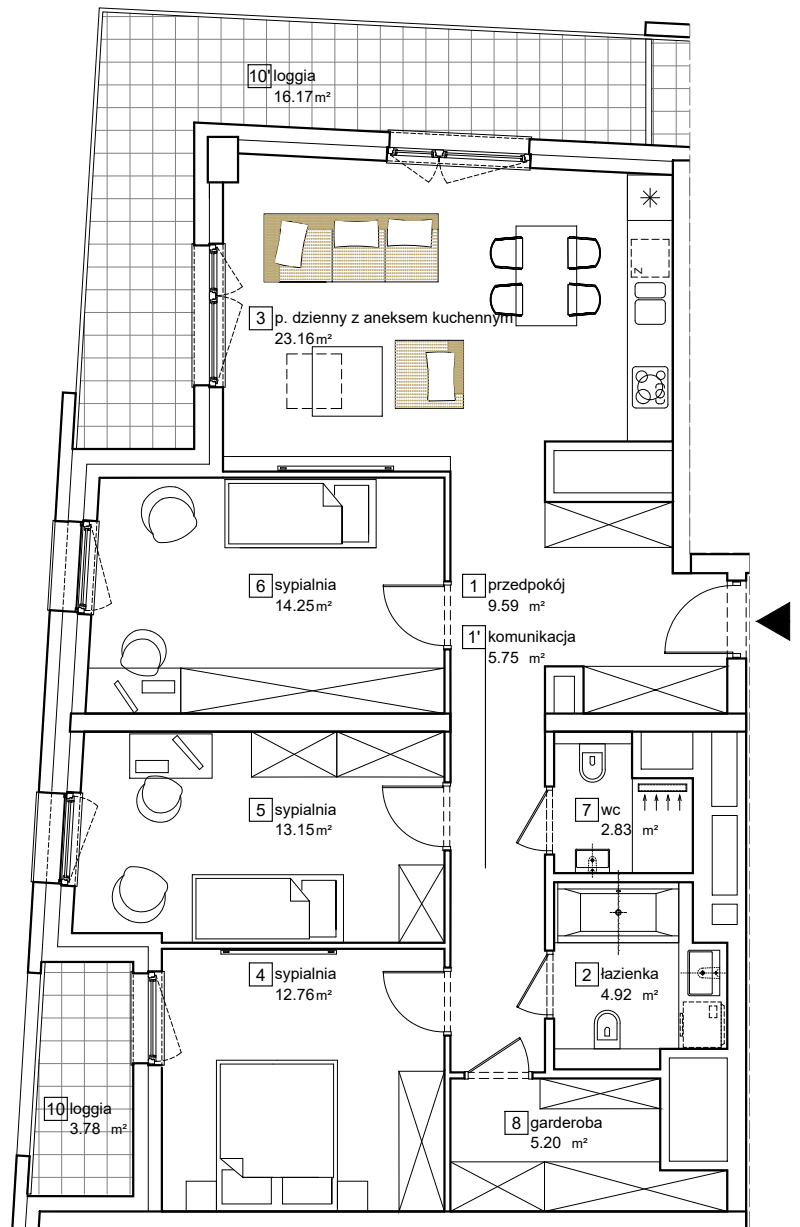 10' loggia
16.17 m²
3 p. dzienny z aneksem kuchennym
23.16 m²
z
6 sypialnia
14.25 m²
1 przedpokój
9.59 m²
1' komunikacja
5.75 m²
5 sypialnia
13.15 m²
7 wc
2.83 m²
4 sypialnia
12.76 m²
2 łazienka
4.92 m²
10 loggia
3.78 m²
8 garderoba
5.20 m²